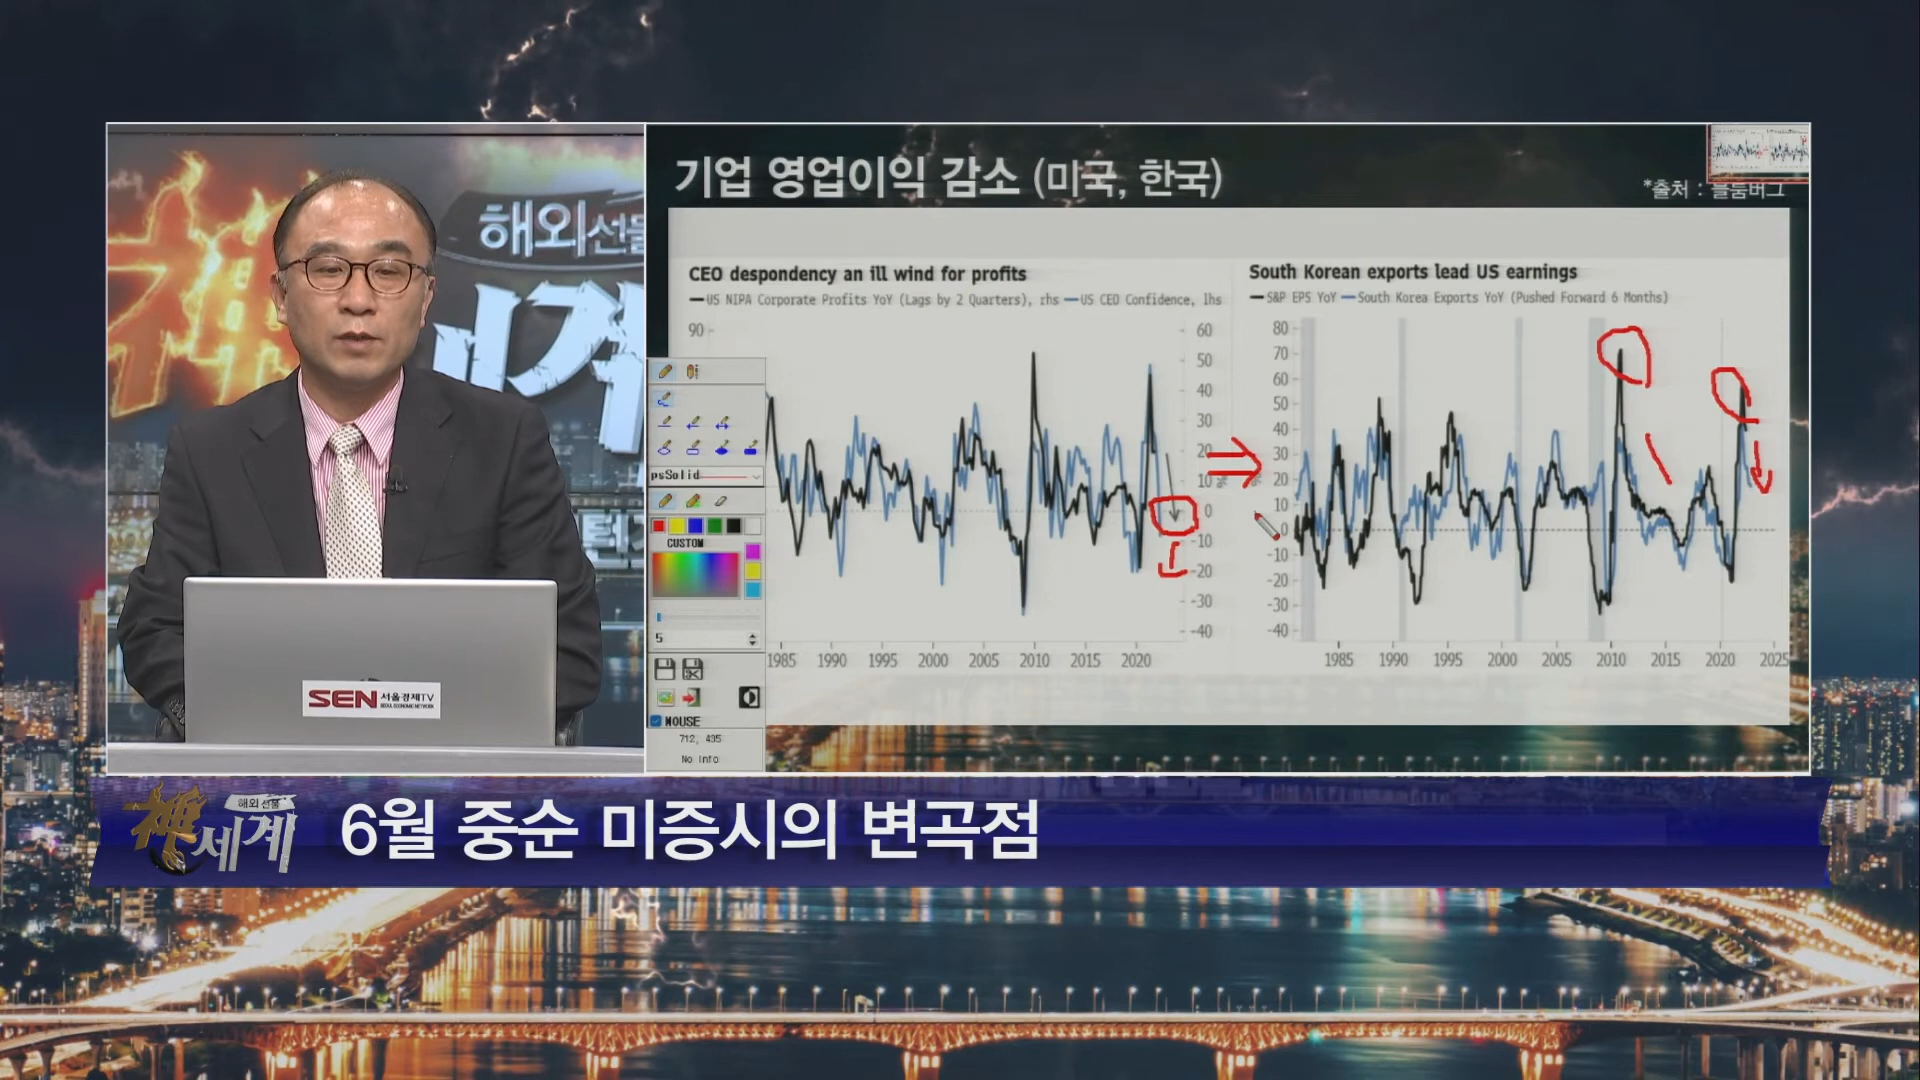 해외선물
기업 영업이익 감소 (미국, 한국)
*출처 : 블룸버그
CEO despondency an ill wind for profits
US NIPA Corporate Profits YoY (Lags by 2 Quarters), rhs US CEO Confidence, lhs
90
60
50
40
30
20
10
0
-10
-20
-30
-40
1985 1990 1995 2000 2005 2010 2015 2020
South Korean exports lead US earnings
S&P EPS YoY South Korea Exports YoY (Pushed Forward 6 Months)
80
70
60
50
40
30
20
10
0
-10
-20
-30
-40
%
1985 1990 1995 2000 2005 2010 2015 2020 2025
psSolid
CUSTOM
5
MOUSE
712, 435
No Info
SEN 서울경제TV
SEOUL ECONOMIC NETWORK
해외선물
神세계
6월 중순 미증시의 변곡점